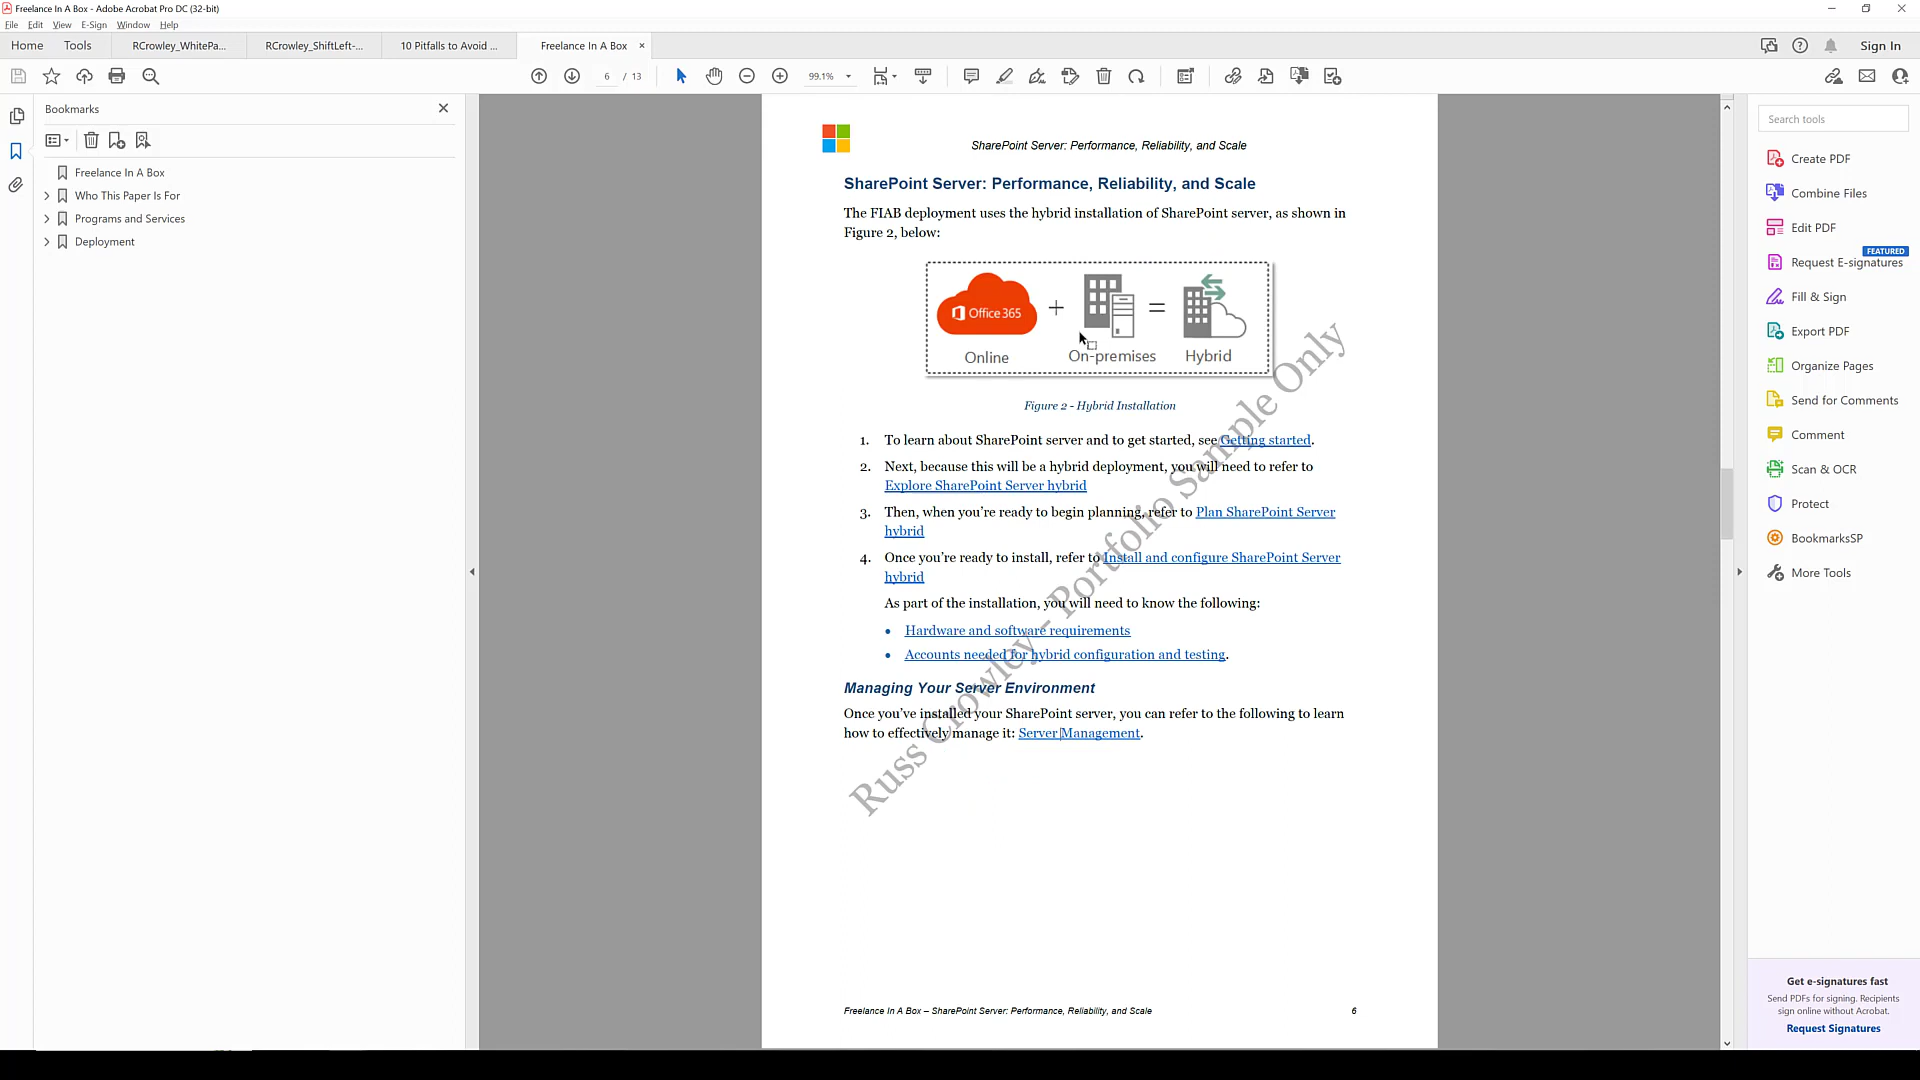 Freelance In A Box - Adobe Acrobat Pro DC (32-bit)
File Edit View E-Sign Window Help
Home Tools RCrowley_WhitePa... RCrowley_ShiftLeft-... 10 Pitfalls to Avoid ... Freelance In A Box × Sign In
6 / 13 99.1%
Bookmarks
Freelance In A Box
Who This Paper Is For
Programs and Services
Deployment
SharePoint Server: Performance, Reliability, and Scale
SharePoint Server: Performance, Reliability, and Scale
The FIAB deployment uses the hybrid installation of SharePoint server, as shown in
Figure 2, below:
Office 365 + =
Online On-premises Hybrid
Figure 2 - Hybrid Installation
1. To learn about SharePoint server and to get started, see Getting started.
2. Next, because this will be a hybrid deployment, you will need to refer to
Explore SharePoint Server hybrid
3. Then, when you’re ready to begin planning, refer to Plan SharePoint Server
hybrid
4. Once you’re ready to install, refer to Install and configure SharePoint Server
hybrid
As part of the installation, you will need to know the following:
• Hardware and software requirements
• Accounts needed for hybrid configuration and testing.
Managing Your Server Environment
Once you’ve installed your SharePoint server, you can refer to the following to learn
how to effectively manage it: Server Management.
Russ Crowley - Portfolio Sample Only
Freelance In A Box – SharePoint Server: Performance, Reliability, and Scale 6
Search tools
Create PDF
Combine Files
Edit PDF
FEATURED
Request E-signatures
Fill & Sign
Export PDF
Organize Pages
Send for Comments
Comment
Scan & OCR
Protect
BookmarksSP
More Tools
Get e-signatures fast
Send PDFs for signing. Recipients
sign online without Acrobat.
Request Signatures